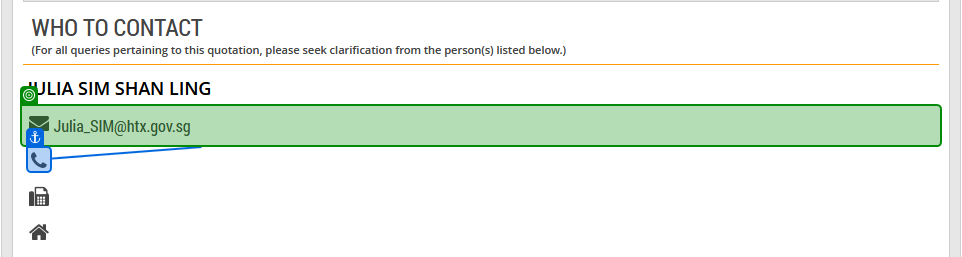 WHO TO CONTACT
(For all queries pertaining to this quotation, please seek clarification from the person(s) listed below.)
JULIA SIM SHAN LING
Julia_SIM@htx.gov.sg